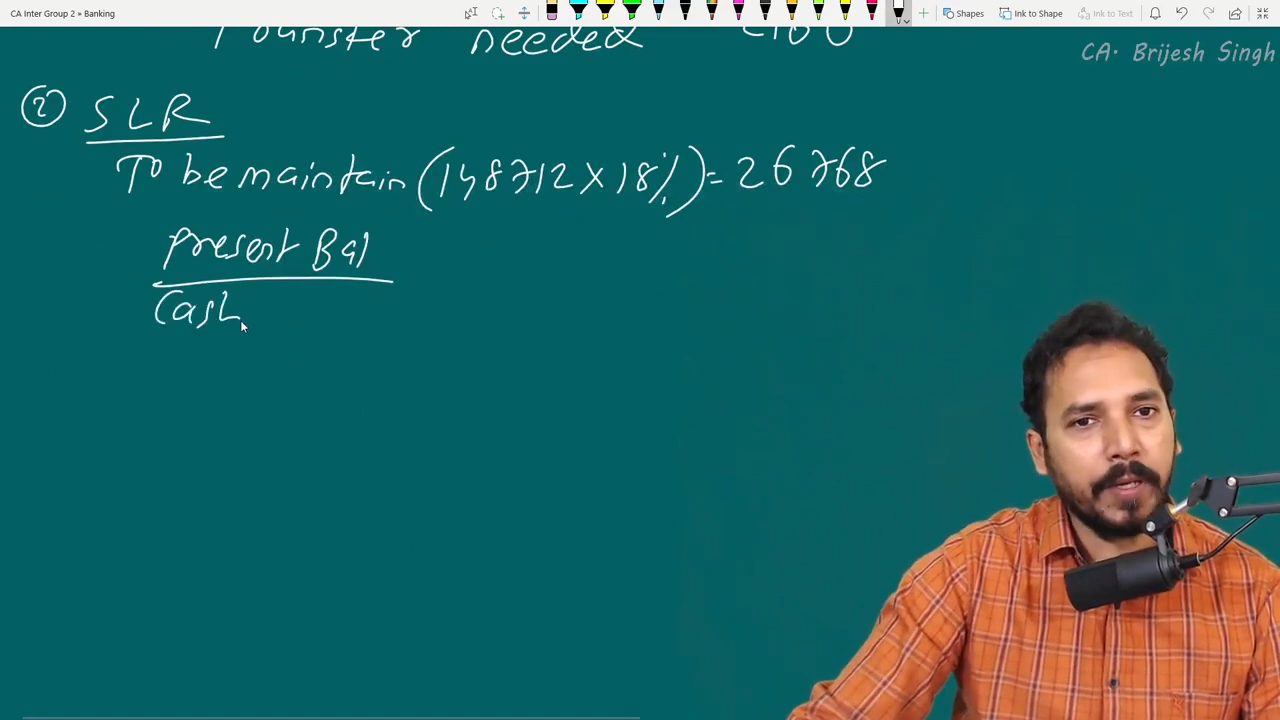 CA Inter Group 2 » Banking
Shapes
Ink to Shape
Ink to Text
needed
CA· Brijesh Singh
② SLR
To be maintain (148712 X 18%) = 26768
present Bal
Cash